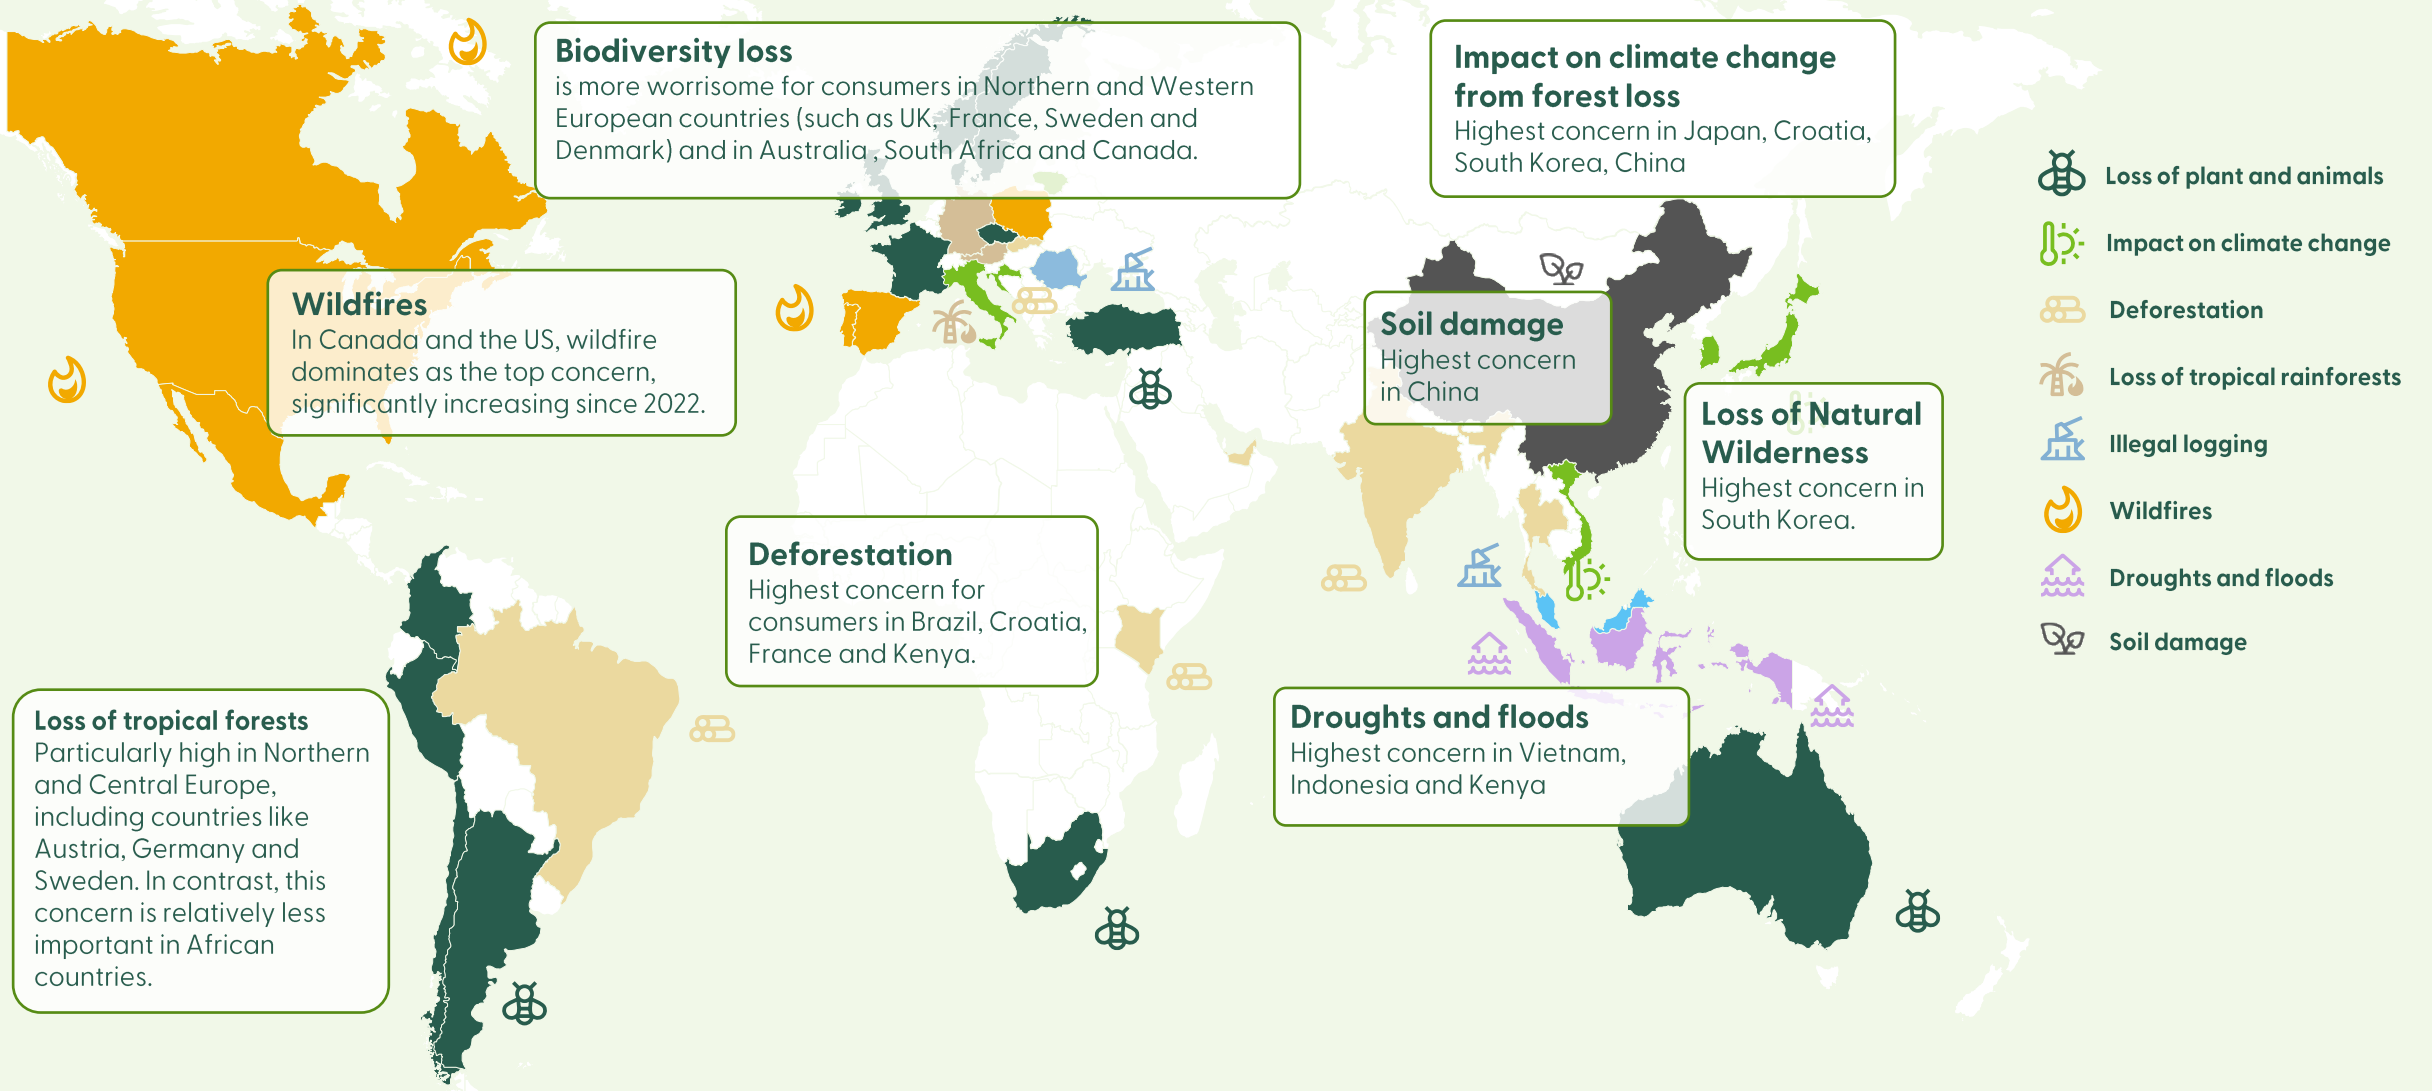 Biodiversity loss
is more worrisome for consumers in Northern and Western
European countries (such as UK, France, Sweden and
Denmark) and in Australia , South Africa and Canada.
Impact on climate change
from forest loss
Highest concern in Japan, Croatia,
South Korea, China
Wildfires
In Canada and the US, wildfire
dominates as the top concern,
significantly increasing since 2022.
Soil damage
Highest concern
in China
Loss of Natural
Wilderness
Highest concern in
South Korea.
Deforestation
Highest concern for
consumers in Brazil, Croatia,
France and Kenya.
Loss of tropical forests
Particularly high in Northern
and Central Europe,
including countries like
Austria, Germany and
Sweden. In contrast, this
concern is relatively less
important in African
countries.
Droughts and floods
Highest concern in Vietnam,
Indonesia and Kenya
Loss of plant and animals
Impact on climate change
Deforestation
Loss of tropical rainforests
Illegal logging
Wildfires
Droughts and floods
Soil damage